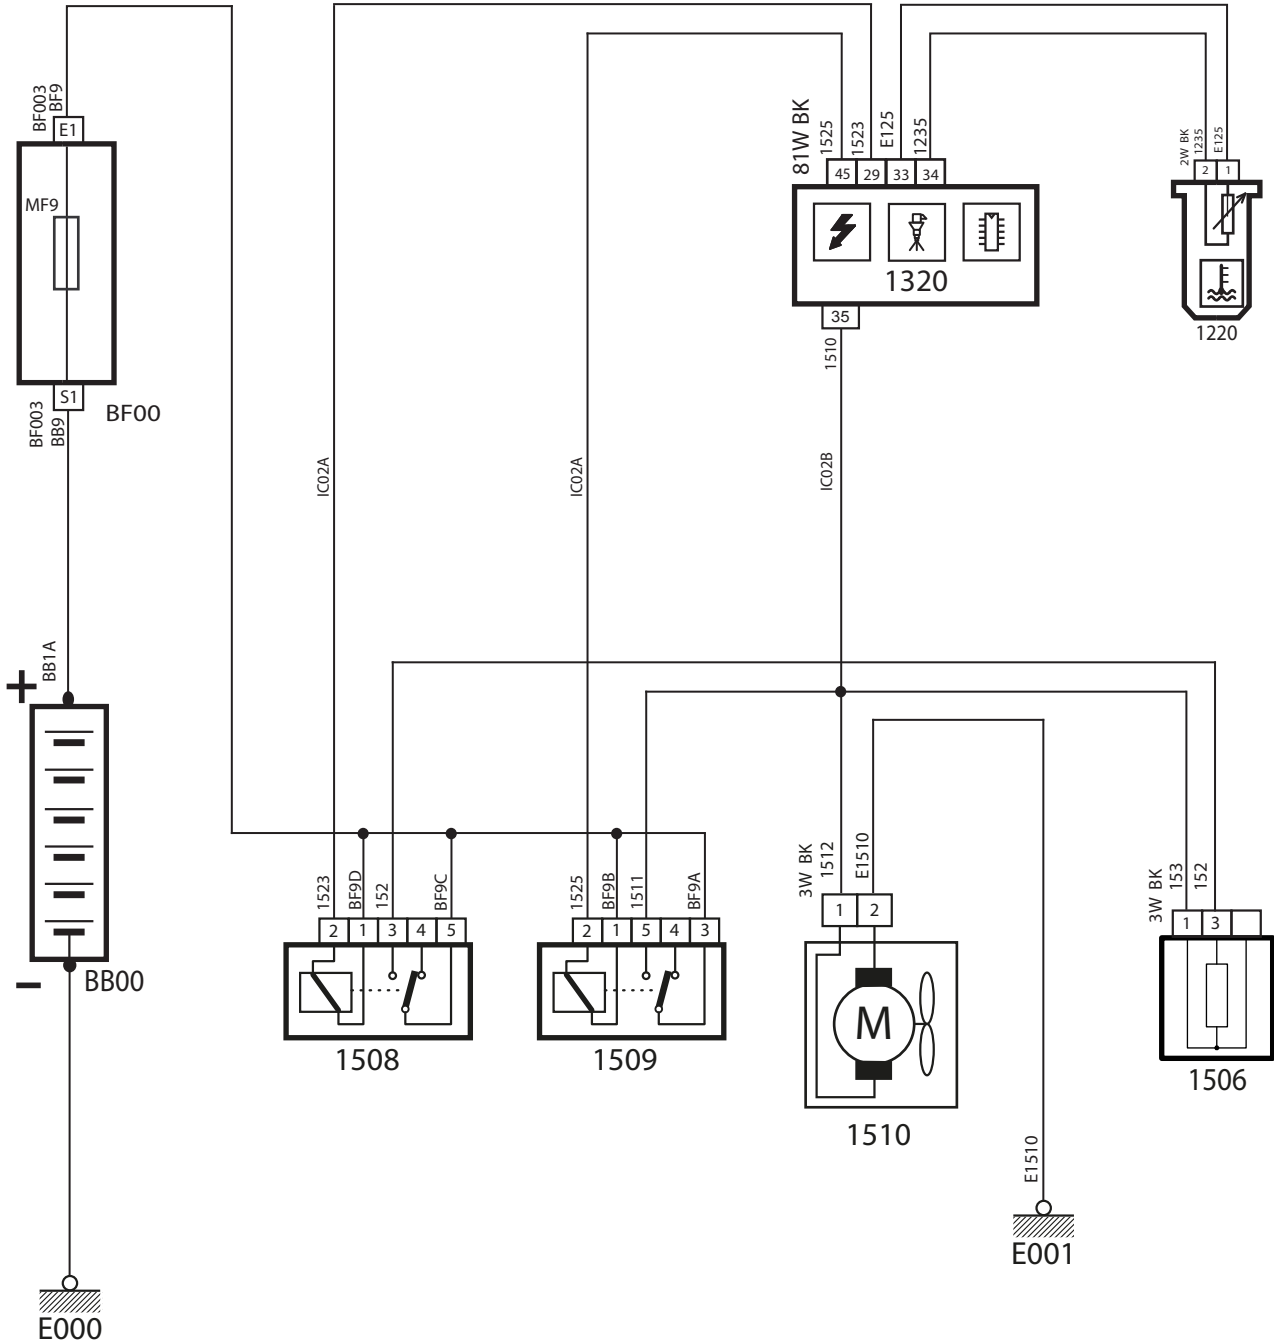 BF003
BF9
E1
MF9
S1
BF003
BB9
BF00
BB1A
+
−
BB00
E000
IC02A
IC02A
81W BK
1525
1523
E125
1235
45
29
33
34
1320
35
1510
IC02B
2W BK
1235
E125
2
1
1220
1523
BF9D
152
BF9C
2
1
3
4
5
1508
1525
BF9B
1511
BF9A
2
1
5
4
3
1509
3W BK
1512
E1510
1
2
M
1510
E1510
E001
3W BK
153
152
1
3
1506